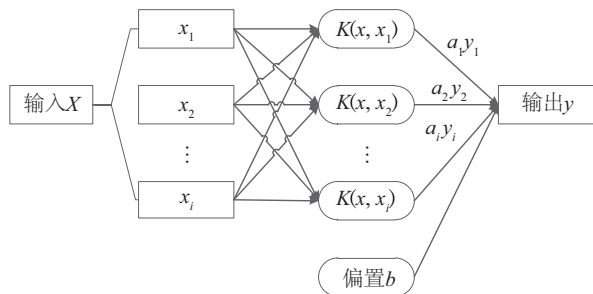 x₁
K(x, x₁)
a₁y₁
输入X
x₂
K(x, x₂)
a₂y₂
输出y
⋮
⋮
aᵢyᵢ
xᵢ
K(x, xᵢ)
偏置b